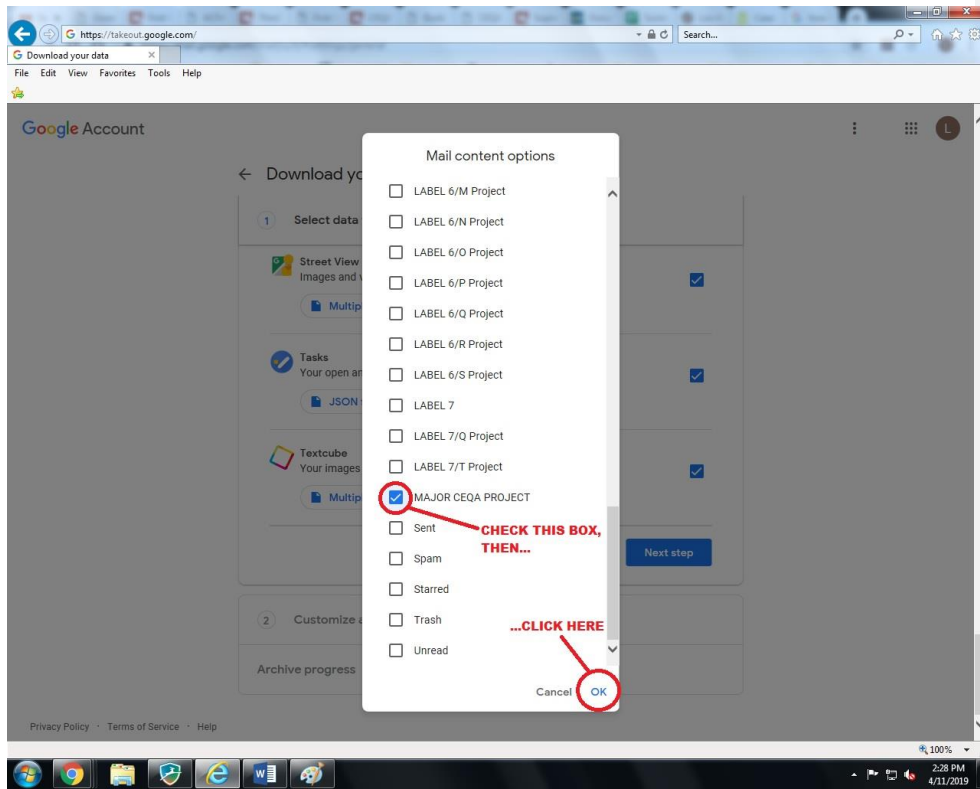 https://takeout.google.com/
Search...
Download your data
File Edit View Favorites Tools Help
Google Account
L
Mail content options
Download yo
LABEL 6/M Project
1 Select data
LABEL 6/N Project
LABEL 6/O Project
Street View
Images and v
LABEL 6/P Project
Multip
LABEL 6/Q Project
LABEL 6/R Project
Tasks
Your open an
LABEL 6/S Project
JSON
LABEL 7
LABEL 7/Q Project
Textcube
Your images
LABEL 7/T Project
Multip
MAJOR CEQA PROJECT
Sent
CHECK THIS BOX,
THEN...
Spam
Next step
Starred
2 Customize a
Trash
...CLICK HERE
Unread
Archive progress
Cancel OK
Privacy Policy · Terms of Service · Help
100%
2:28 PM
4/11/2019